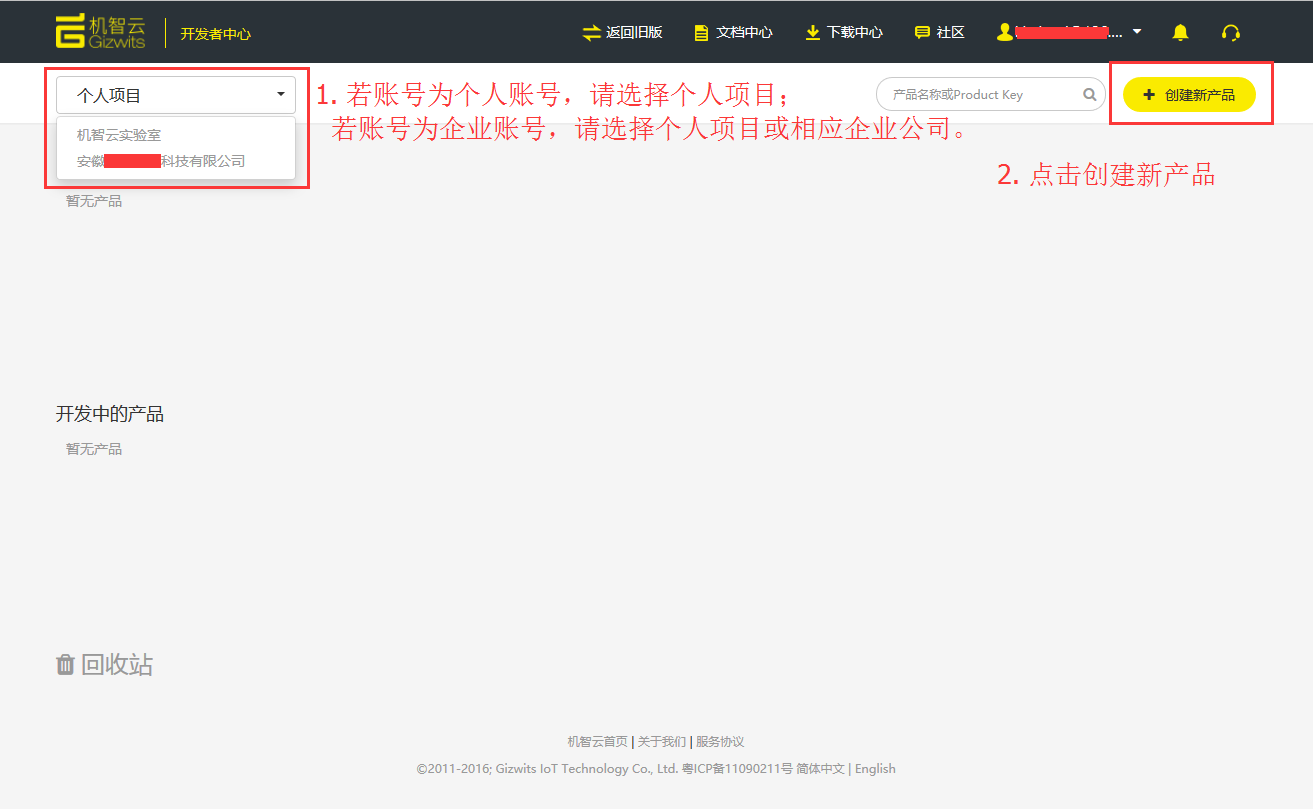 机智云
Gizwits
开发者中心
返回旧版
文档中心
下载中心
社区
....
个人项目
1. 若账号为个人账号，请选择个人项目；
若账号为企业账号，请选择个人项目或相应企业公司。
产品名称或Product Key
创建新产品
机智云实验室
安徽 科技有限公司
2. 点击创建新产品
暂无产品
开发中的产品
暂无产品
回收站
机智云首页 | 关于我们 | 服务协议
©2011-2016; Gizwits IoT Technology Co., Ltd. 粤ICP备11090211号 简体中文 | English